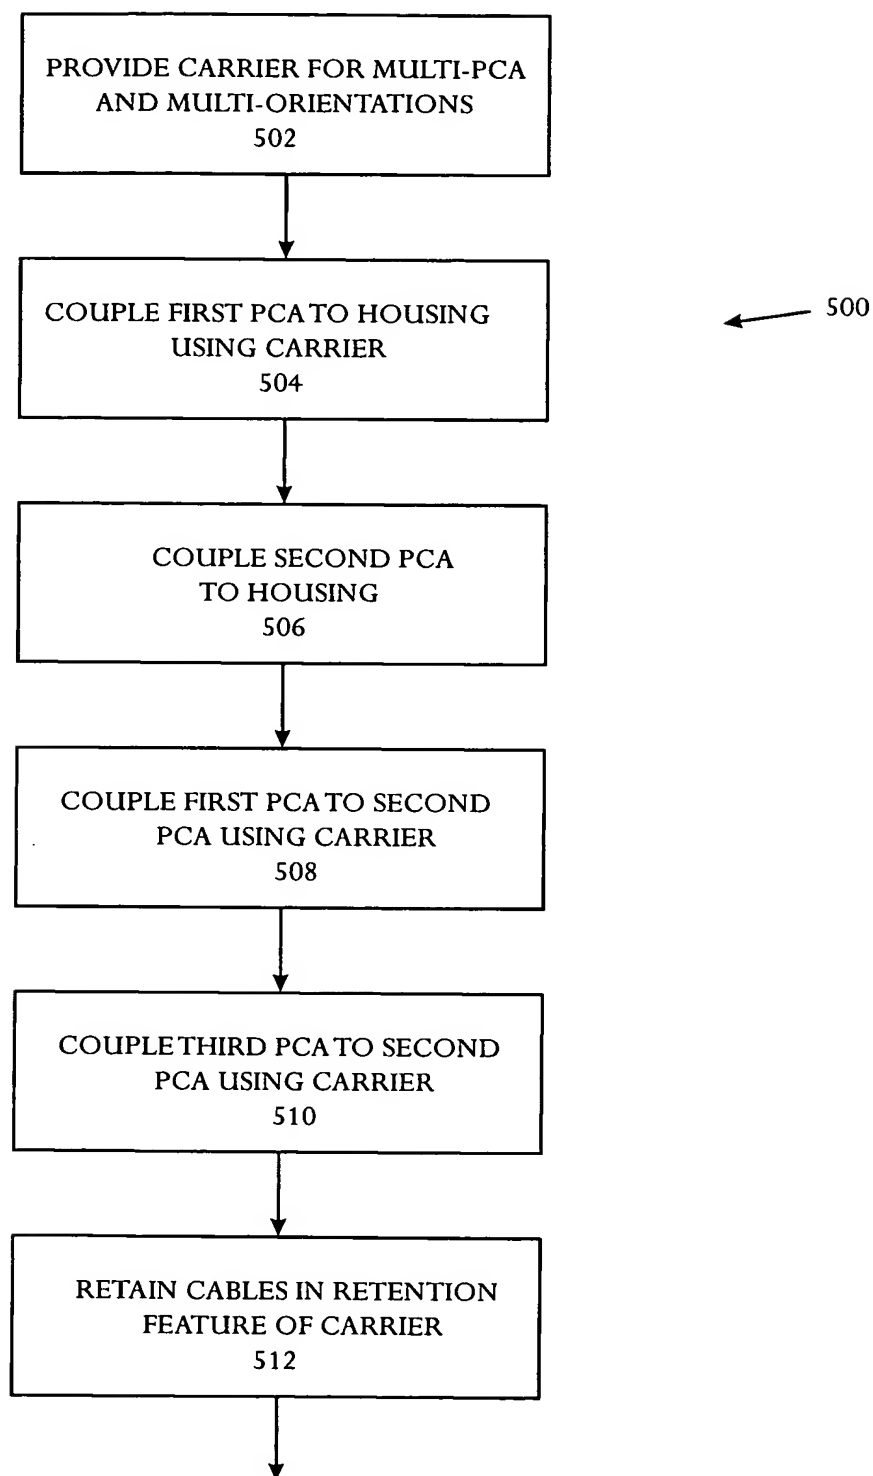 PROVIDE CARRIER FOR MULTI-PCA
AND MULTI-ORIENTATIONS
502
COUPLE FIRST PCA TO HOUSING
USING CARRIER
504
500
COUPLE SECOND PCA
TO HOUSING
506
COUPLE FIRST PCA TO SECOND
PCA USING CARRIER
508
COUPLE THIRD PCA TO SECOND
PCA USING CARRIER
510
RETAIN CABLES IN RETENTION
FEATURE OF CARRIER
512